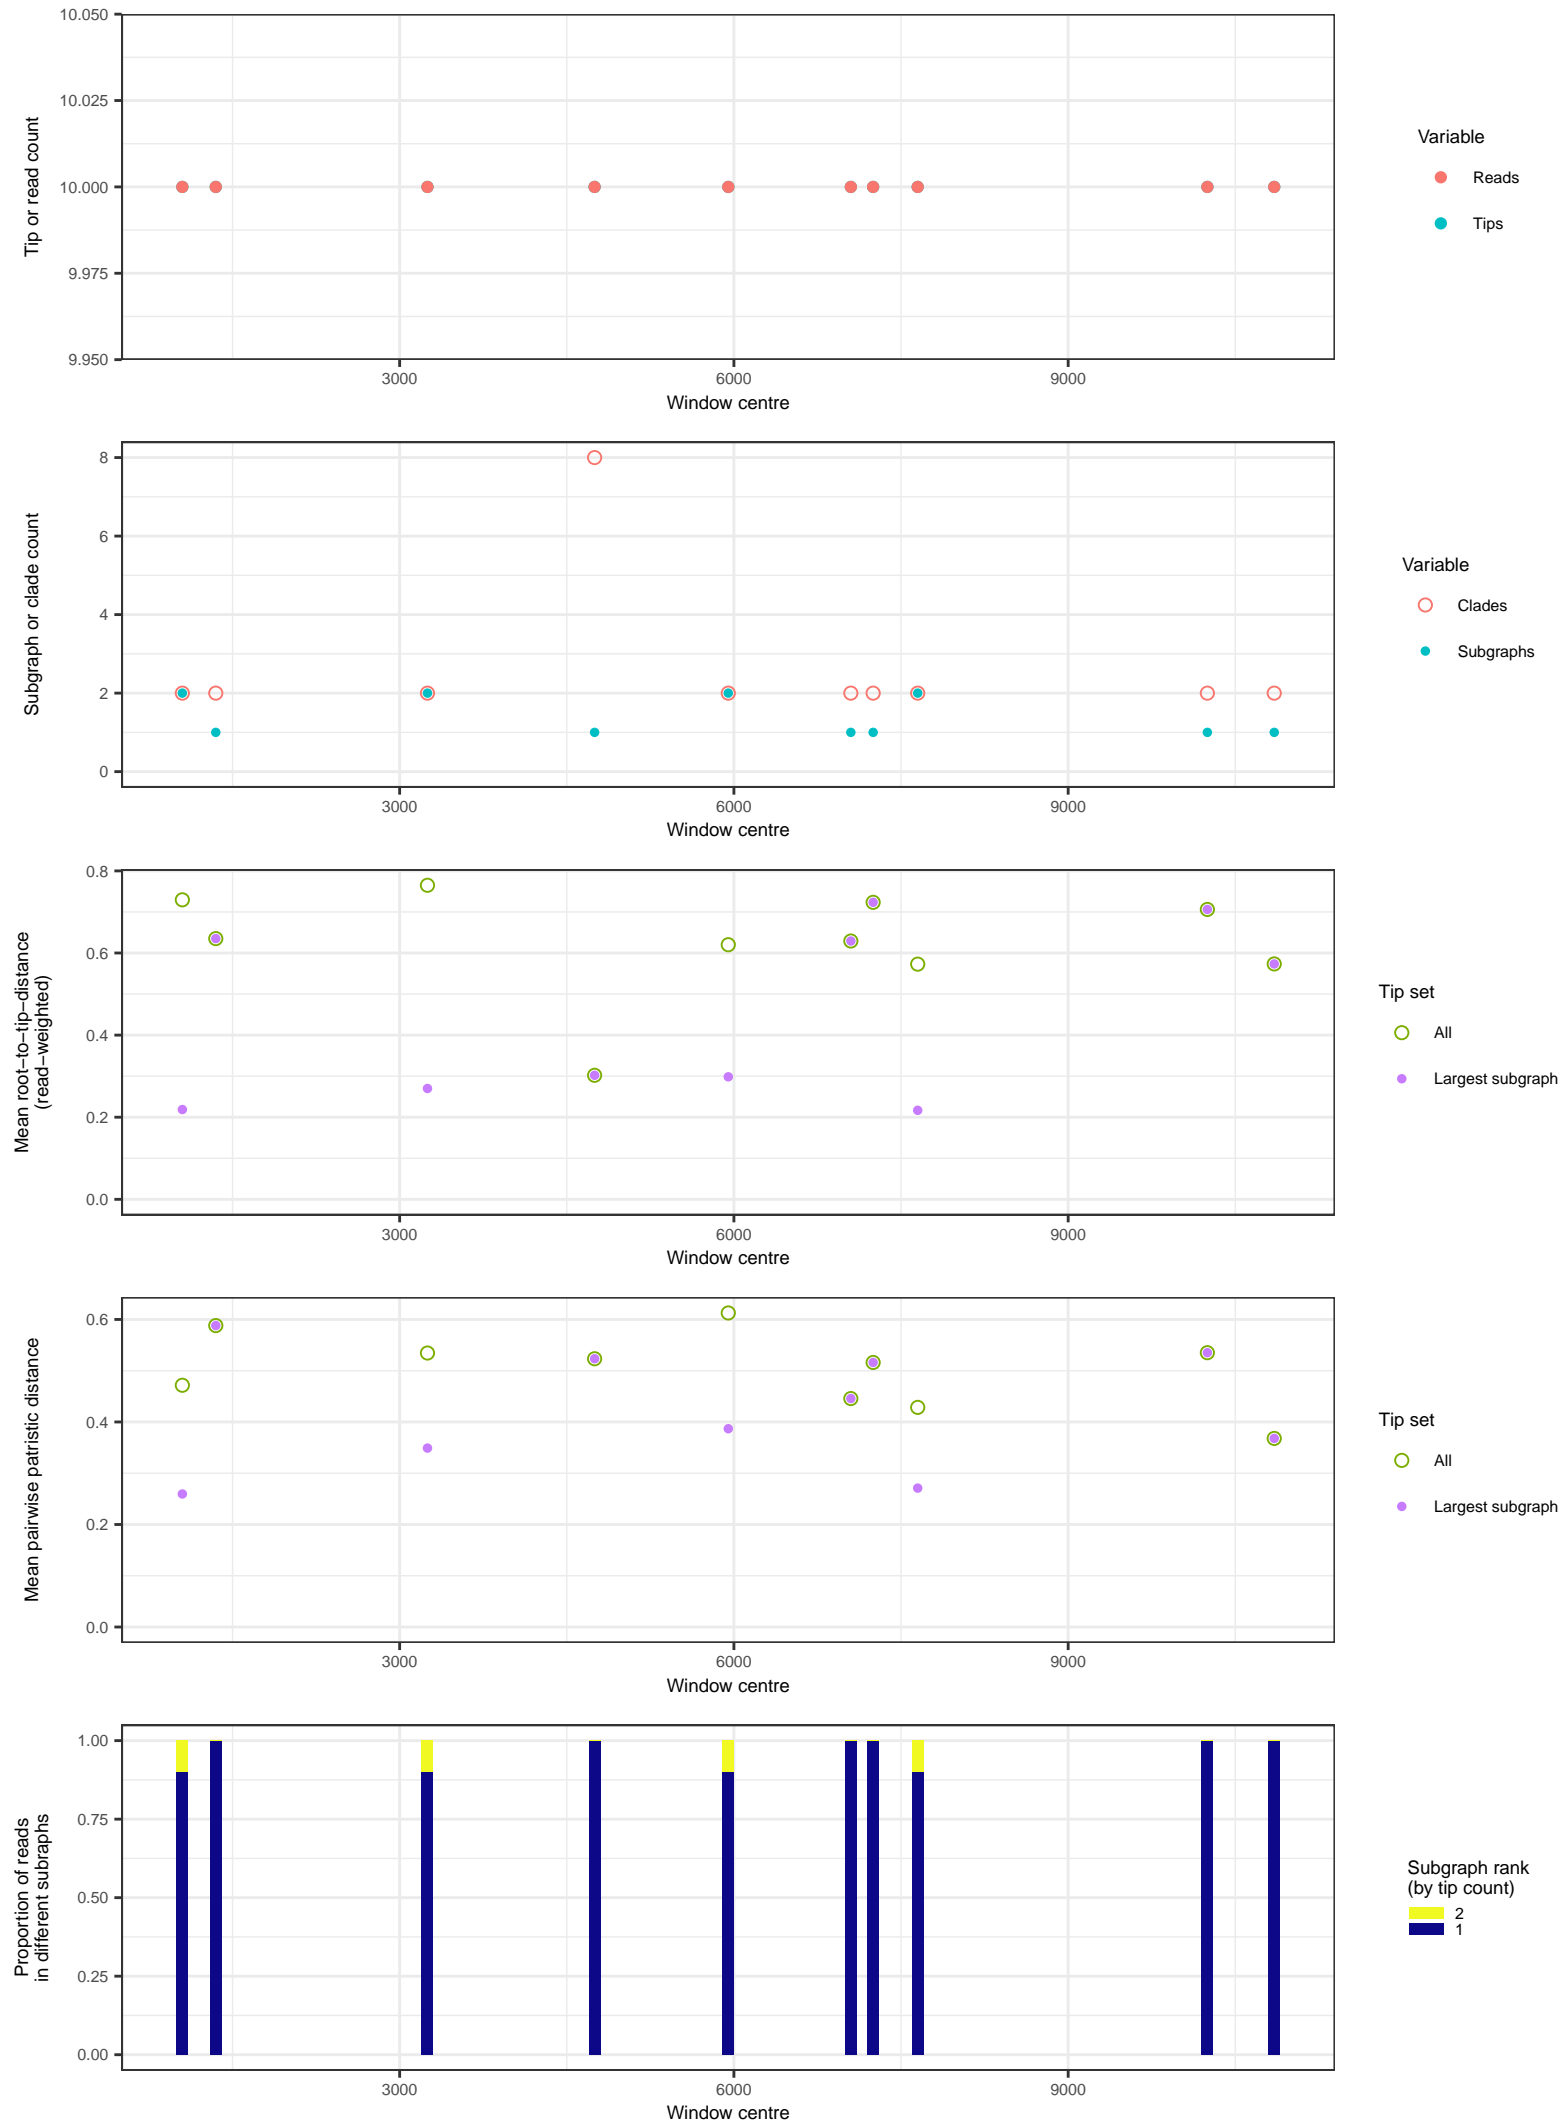 10.050
10.025
10.000
9.975
9.950
Tip or read count
3000 6000 9000
Window centre
Variable
Reads
Tips
8
6
4
2
0
Subgraph or clade count
3000 6000 9000
Window centre
Variable
Clades
Subgraphs
0.8
0.6
0.4
0.2
0.0
Mean root−to−tip−distance
(read−weighted)
3000 6000 9000
Window centre
Tip set
All
Largest subgraph
0.6
0.4
0.2
0.0
Mean pairwise patristic distance
3000 6000 9000
Window centre
Tip set
All
Largest subgraph
1.00
0.75
0.50
0.25
0.00
Proportion of reads
in different subraphs
3000 6000 9000
Window centre
Subgraph rank
(by tip count)
2
1